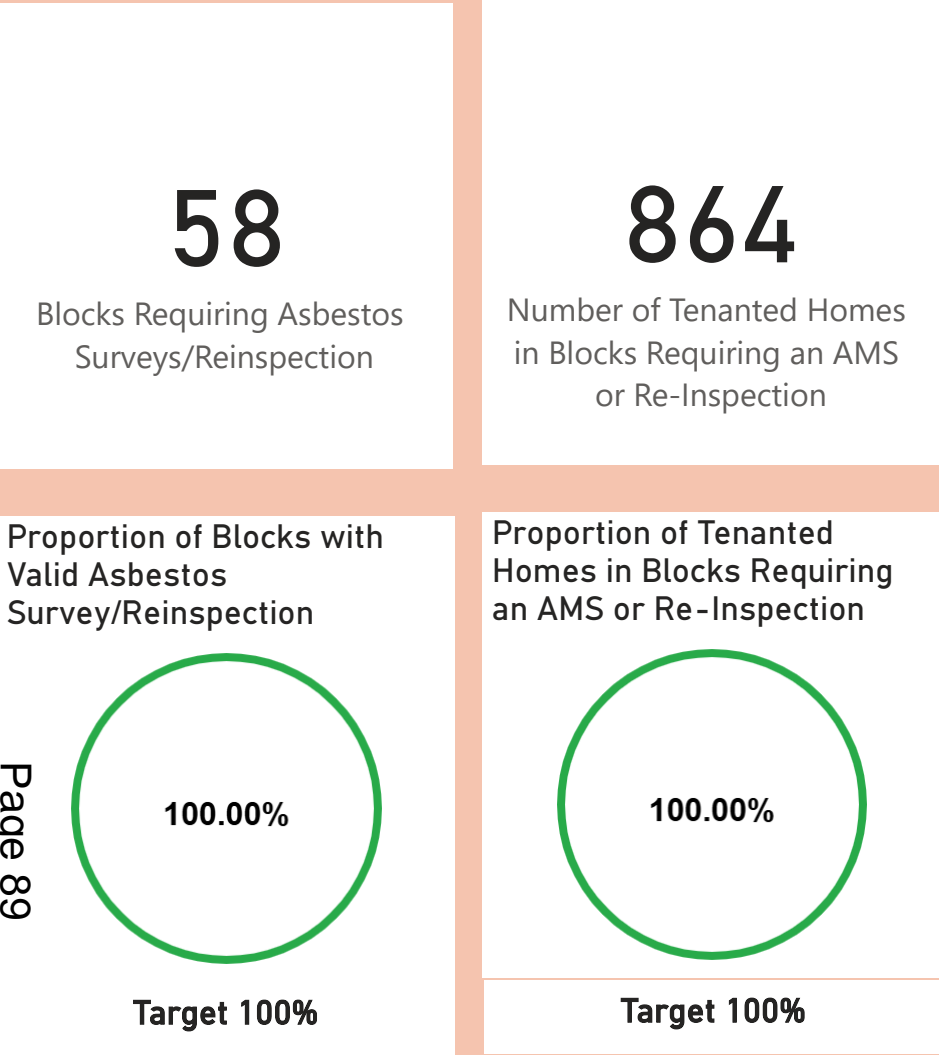 58
Blocks Requiring Asbestos
Surveys/Reinspection
864
Number of Tenanted Homes
in Blocks Requiring an AMS
or Re-Inspection
Proportion of Blocks with
Valid Asbestos
Survey/Reinspection
100.00%
Target 100%
Proportion of Tenanted
Homes in Blocks Requiring
an AMS or Re-Inspection
100.00%
Target 100%
Page 89